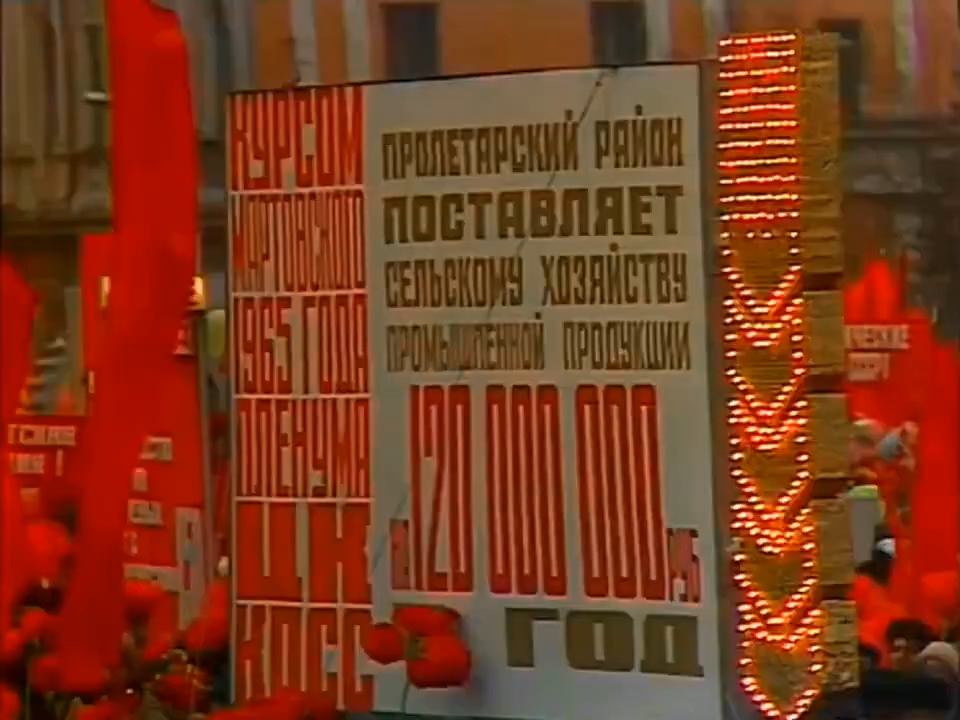 КУРСОМ
МАРТОВСКОГО
1965 ГОДА
ПЛЕНУМА
ЦК
КПСС
ПРОЛЕТАРСКИЙ РАЙОН
ПОСТАВЛЯЕТ
СЕЛЬСКОМУ ХОЗЯЙСТВУ
ПРОМЫШЛЕННОЙ ПРОДУКЦИИ
НА 120 000 000 РУБ
ГОД